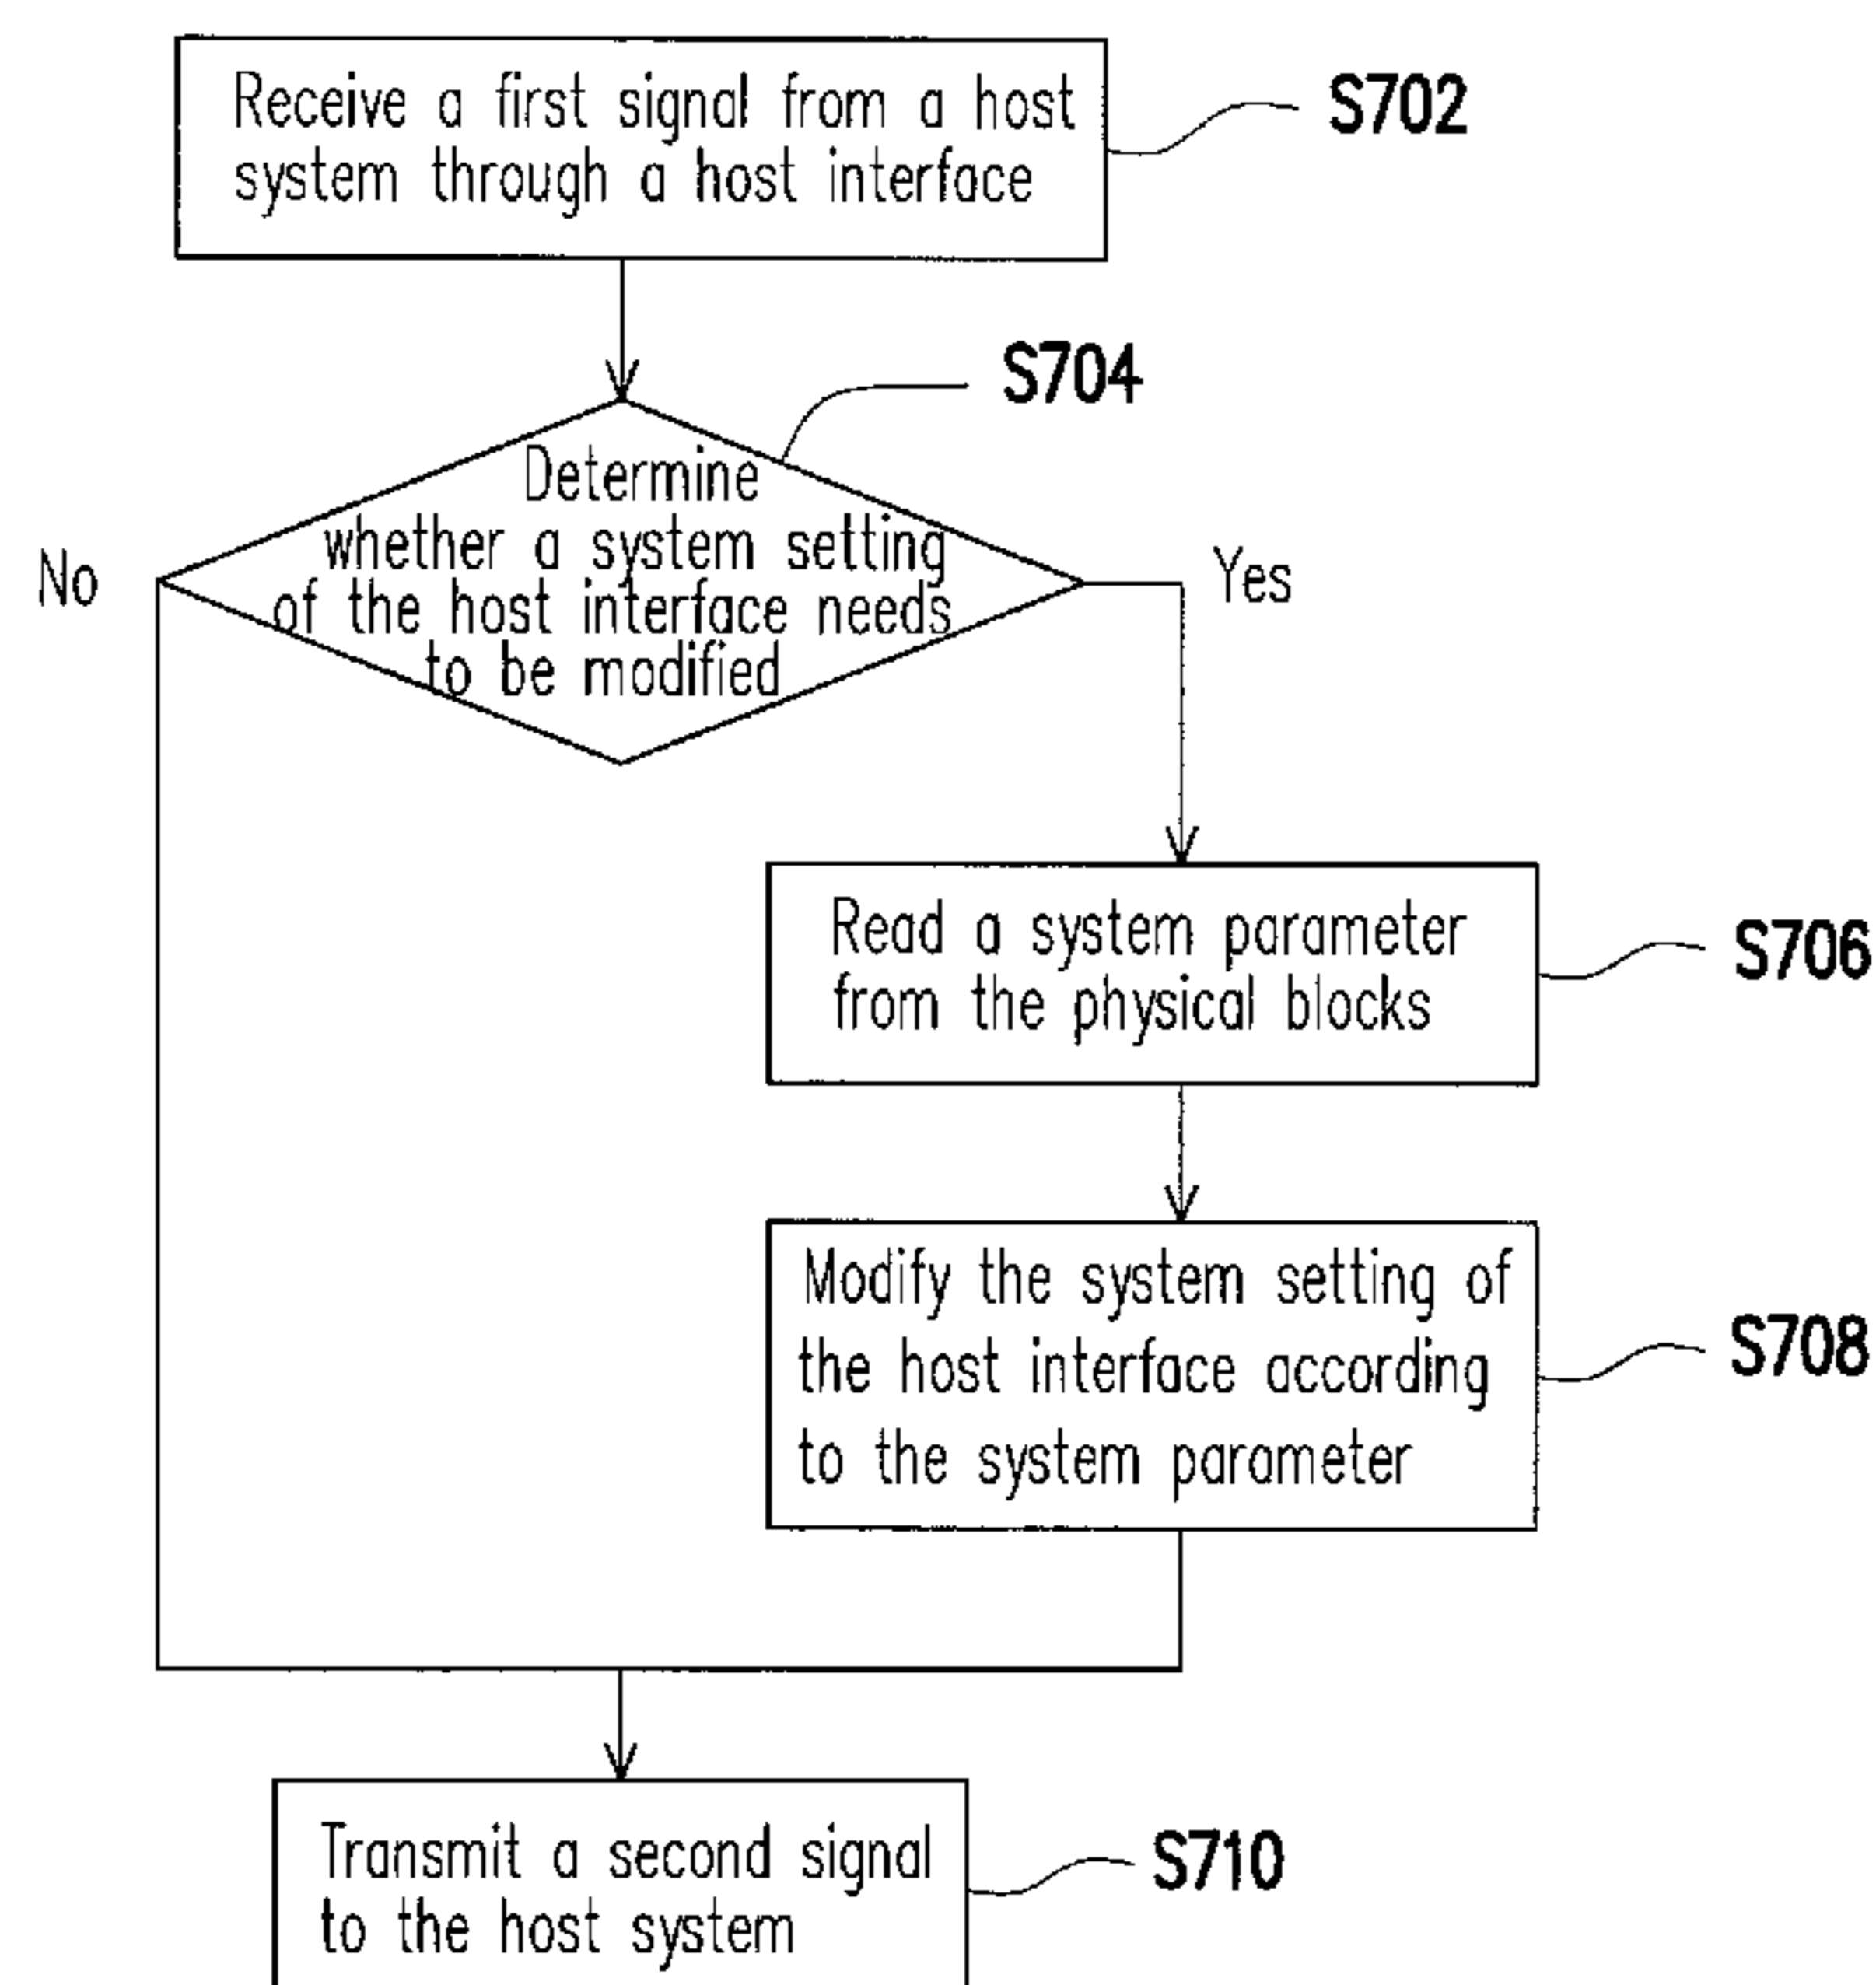 Receive a first signal from a host
system through a host interface
S702
S704
Determine
whether a system setting
of the host interface needs
to be modified
No
Yes
Read a system parameter
from the physical blocks
S706
Modify the system setting of
the host interface according
to the system parameter
S708
Transmit a second signal
to the host system
S710